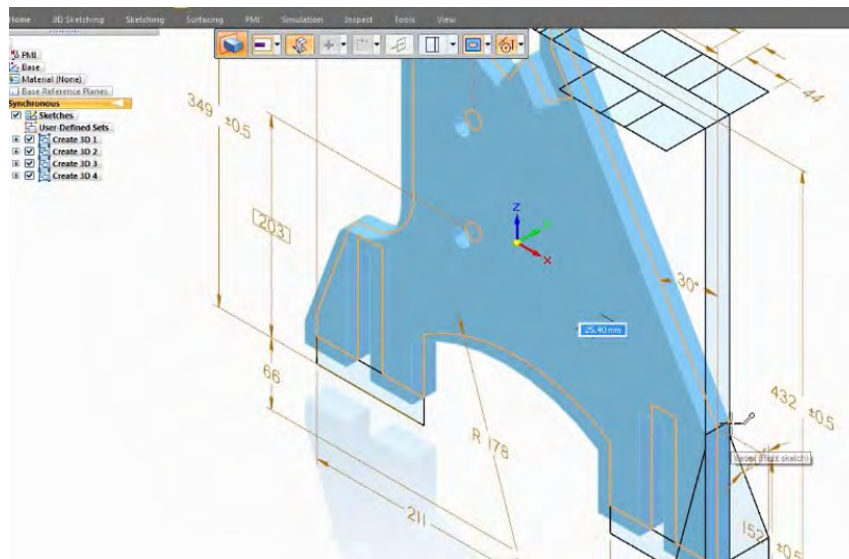 Home 3D Sketching Sketching Surfacing PMI Simulation Inspect Tools View
PMI
Base
Material (None)
Base Reference Planes
Synchronous
Sketches
User-Defined Sets
Create 3D 1
Create 3D 2
Create 3D 3
Create 3D 4
44
349 ±0.5
203
Z
X
30°
25.40 mm
66
432 ±0.5
R 178
(Right sketch)
211
152 ±0.5